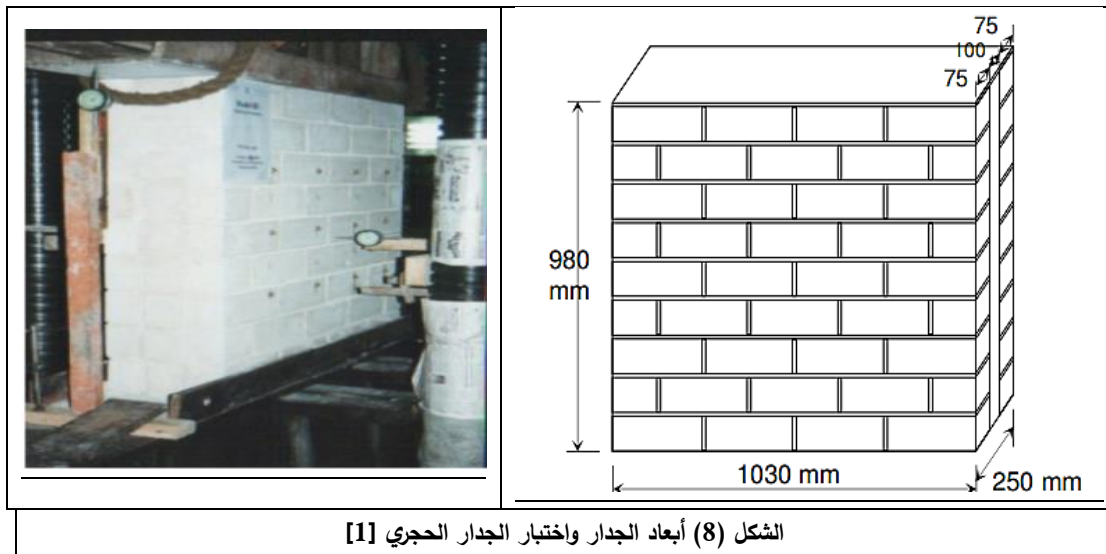 75
100
75
980
mm
1030 mm
250 mm
الشكل (8) أبعاد الجدار واختبار الجدار الحجري [1]